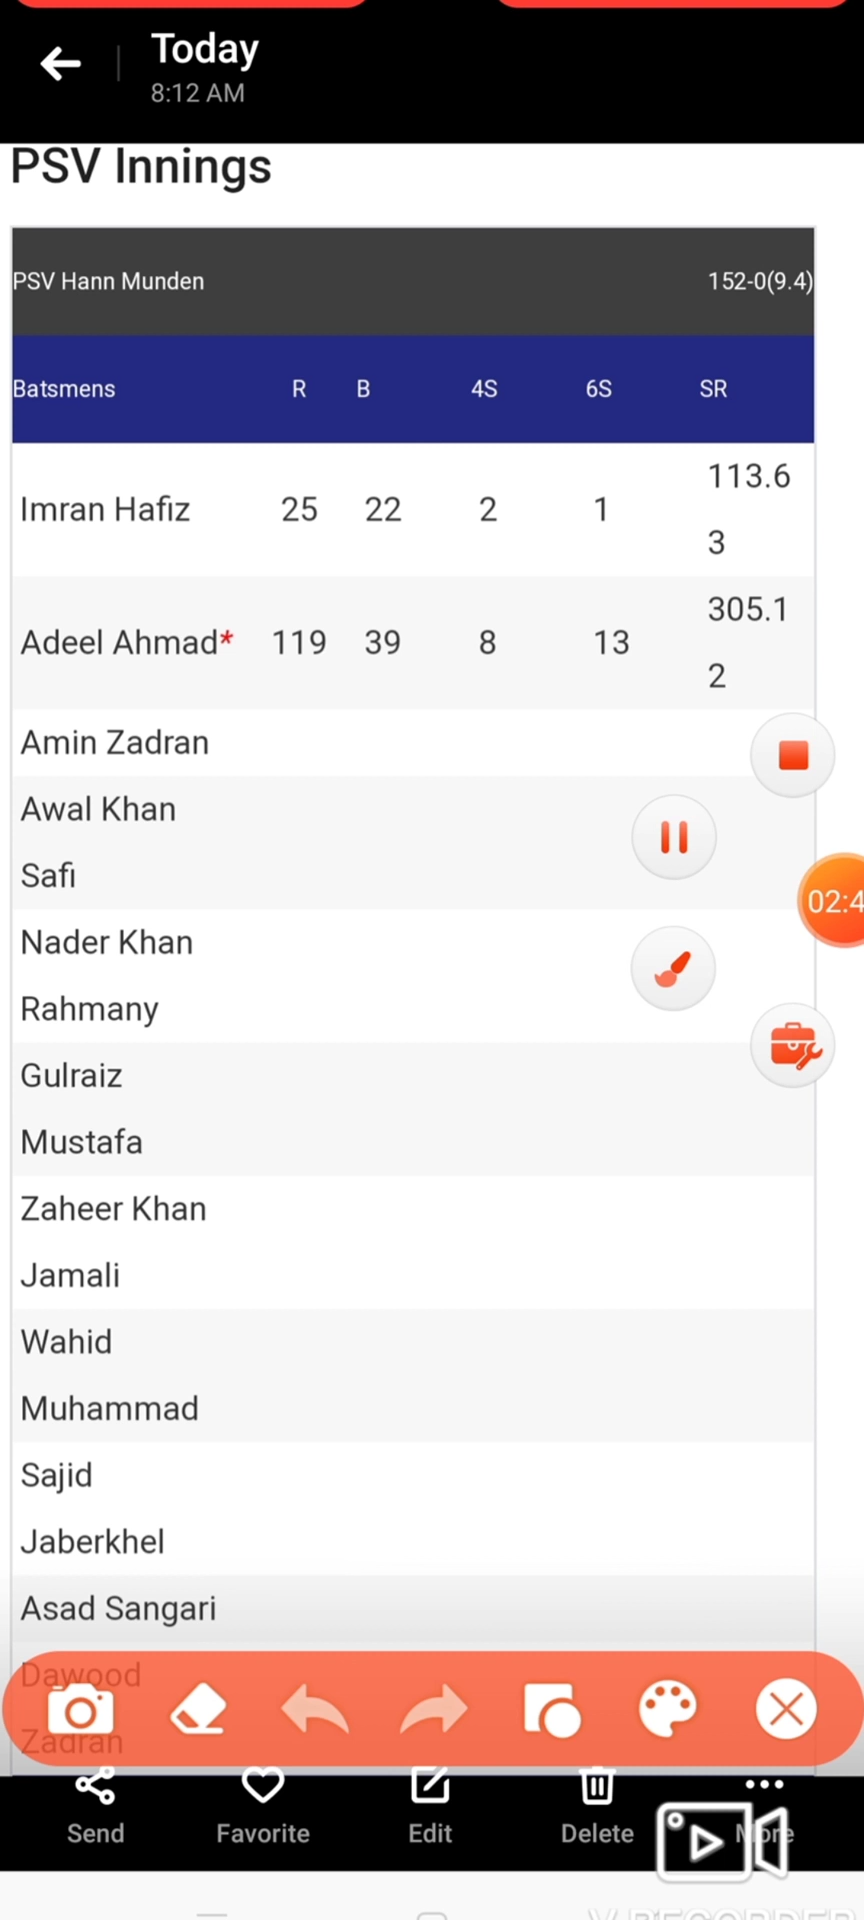 Today
8:12 AM
PSV Innings
PSV Hann Munden 152-0(9.4)
Batsmens R B 4S 6S SR
Imran Hafiz 25 22 2 1 113.6
3
Adeel Ahmad* 119 39 8 13 305.1
2
Amin Zadran
Awal Khan
Safi
02:4
Nader Khan
Rahmany
Gulraiz
Mustafa
Zaheer Khan
Jamali
Wahid
Muhammad
Sajid
Jaberkhel
Asad Sangari
Dawood
Zadran
Send Favorite Edit Delete More
V RECORDER